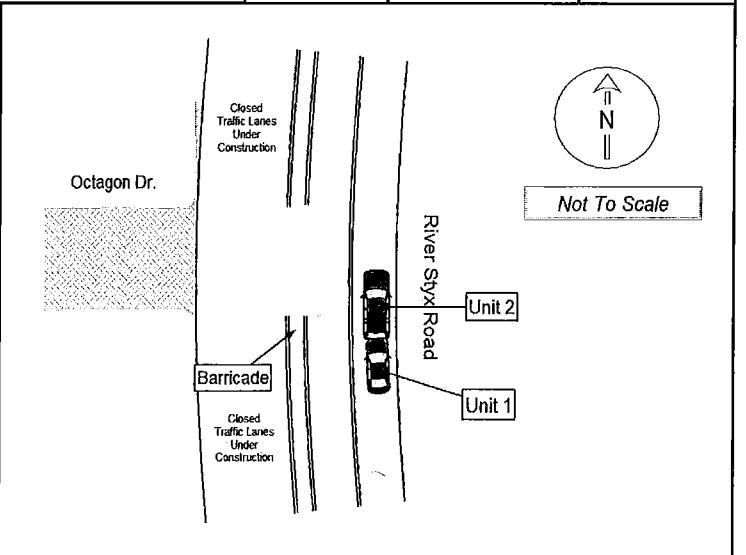 Closed
Traffic Lanes
Under
Construction
N
Octagon Dr.
Not To Scale
River Styx Road
Unit 2
Barricade
Unit 1
Closed
Traffic Lanes
Under
Construction